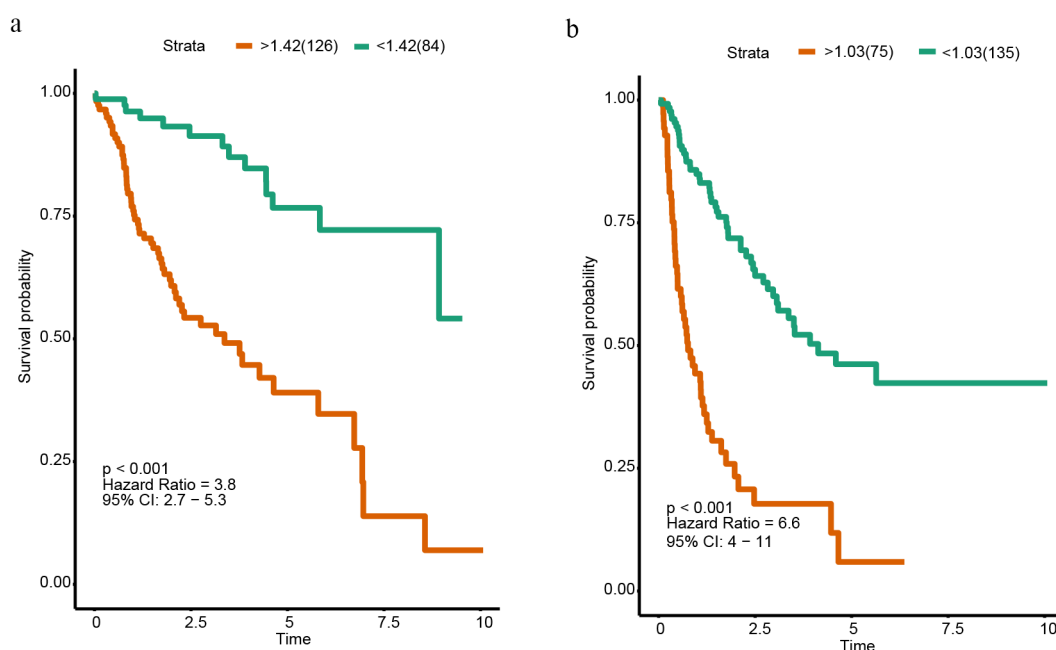 a
Strata >1.42(126) <1.42(84)
1.00
0.75
0.50
0.25
0.00
Survival probability
p < 0.001
Hazard Ratio = 3.8
95% CI: 2.7 − 5.3
0 2.5 5 7.5 10
Time
b
Strata >1.03(75) <1.03(135)
1.00
0.75
0.50
0.25
0.00
Survival probability
p < 0.001
Hazard Ratio = 6.6
95% CI: 4 − 11
0 2.5 5 7.5 10
Time